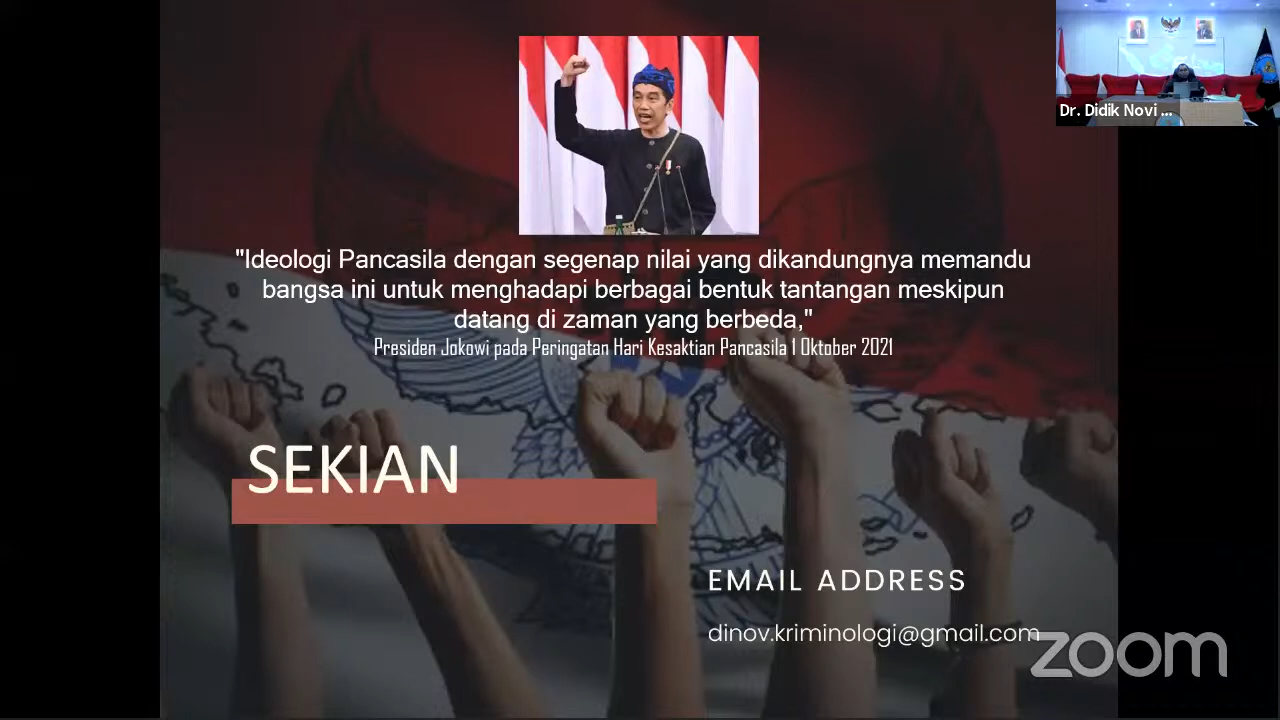 Dr. Didik Novi ...
"Ideologi Pancasila dengan segenap nilai yang dikandungnya memandu
bangsa ini untuk menghadapi berbagai bentuk tantangan meskipun
datang di zaman yang berbeda,"
Presiden Jokowi pada Peringatan Hari Kesaktian Pancasila 1 Oktober 2021
SEKIAN
EMAIL ADDRESS
dinov.kriminologi@gmail.com
zoom